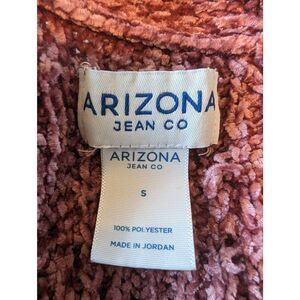 ARIZONA
JEAN CO
ARIZONA
JEAN CO
S
100% POLYESTER
MADE IN JORDAN